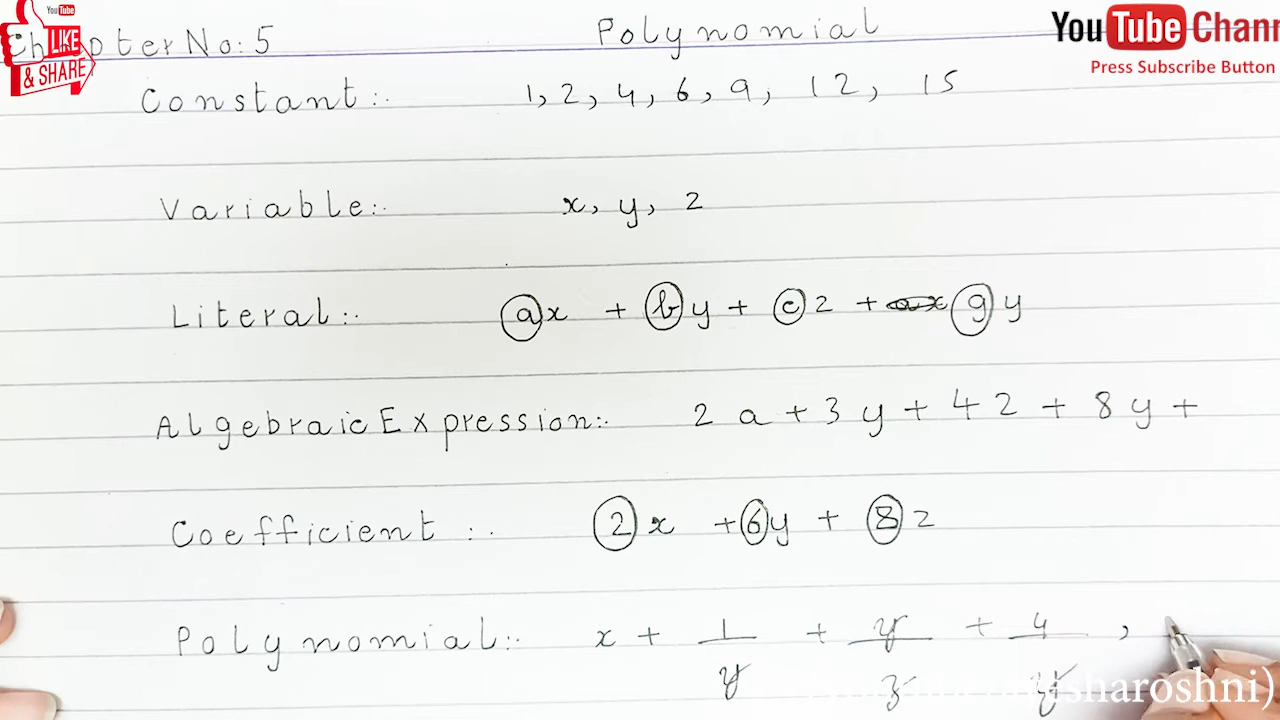 YouTube
LIKE
& SHARE
Chapter No: 5 Polynomial
YouTube Chann
Press Subscribe Button
Constant:. 1, 2, 4, 6, 9, 12, 15
Variable:. x, y, z
Literal:. ax + by + cz + ax gy
Algebraic Expression:. 2a + 3y + 4z + 8y +
Coefficient :. 2x + 6y + 8z
Polynomial:. x + 1/y + y/z + 4/y ,
sharoshni)